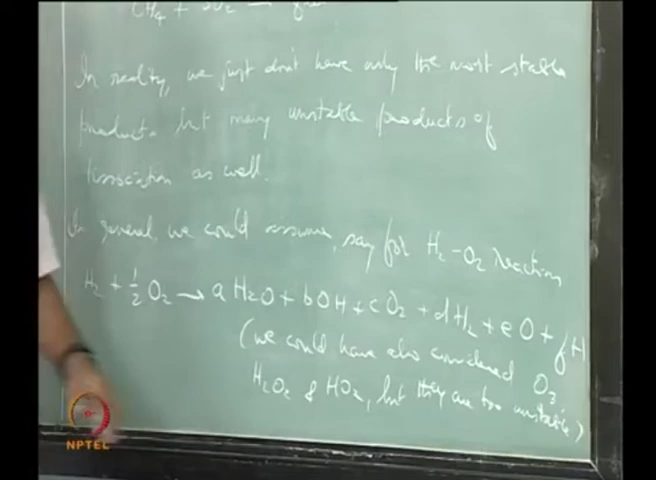 CH4 +
In reality, we just don't have only the most stable
products but many unstable products of
dissociation as well.
In general, we could assume, say for H2-O2 reaction
H2 + 1/2 O2 → a H2O + b OH + c O2 + d H2 + e O + f H
(we could have also considered O3
H2O2 & HO2, but they are too unstable)
NPTEL